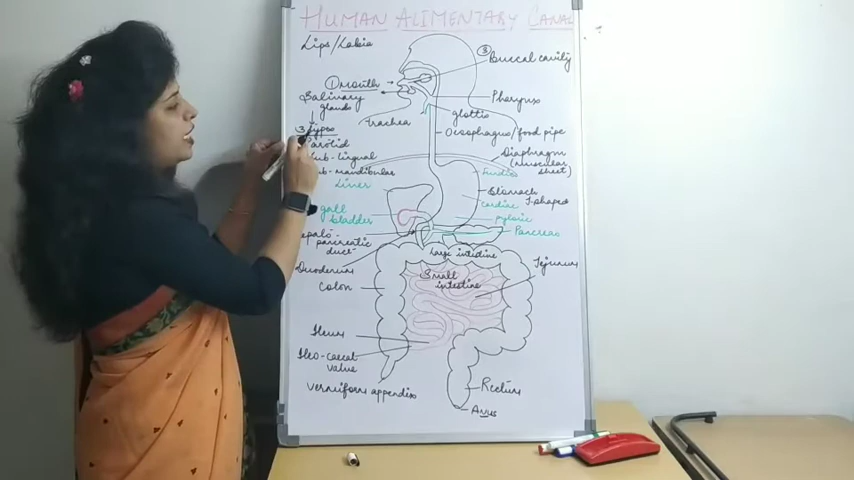 HUMAN ALIMENTARY CANAL
Lips/Labia
③ Buccal cavity
① Mouth
Salivary
glands
Pharynx
glottis
trachea
Oesophagus/food pipe
3 types
Parotid
Sub-lingual
Sub-mandibular
Diaphragm
(muscular
sheet)
fundic
Liver
Stomach
J-shaped
cardiac
gall
bladder
pyloric
Pancreas
pancreatic
duct
Large intestine
Duodenum
Jejunum
Small
intestine
Colon
Ileum
Ileo-caecal
valve
Vermiform appendix
Rectum
Anus